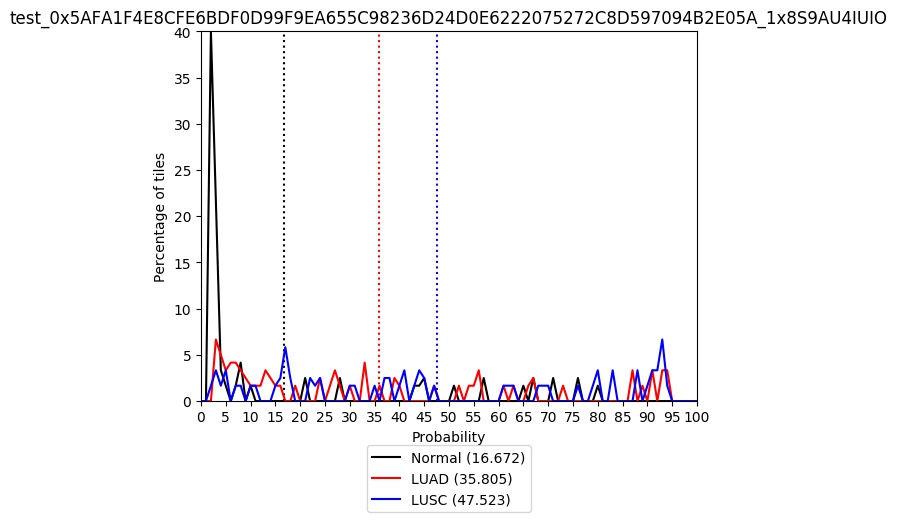 test_0x5AFA1F4E8CFE6BDF0D99F9EA655C98236D24D0E6222075272C8D597094B2E05A_1x8S9AU4IUIO
40
35
30
25
20
15
10
5
0
Percentage of tiles
0 5 10 15 20 25 30 35 40 45 50 55 60 65 70 75 80 85 90 95 100
Probability
Normal (16.672)
LUAD (35.805)
LUSC (47.523)